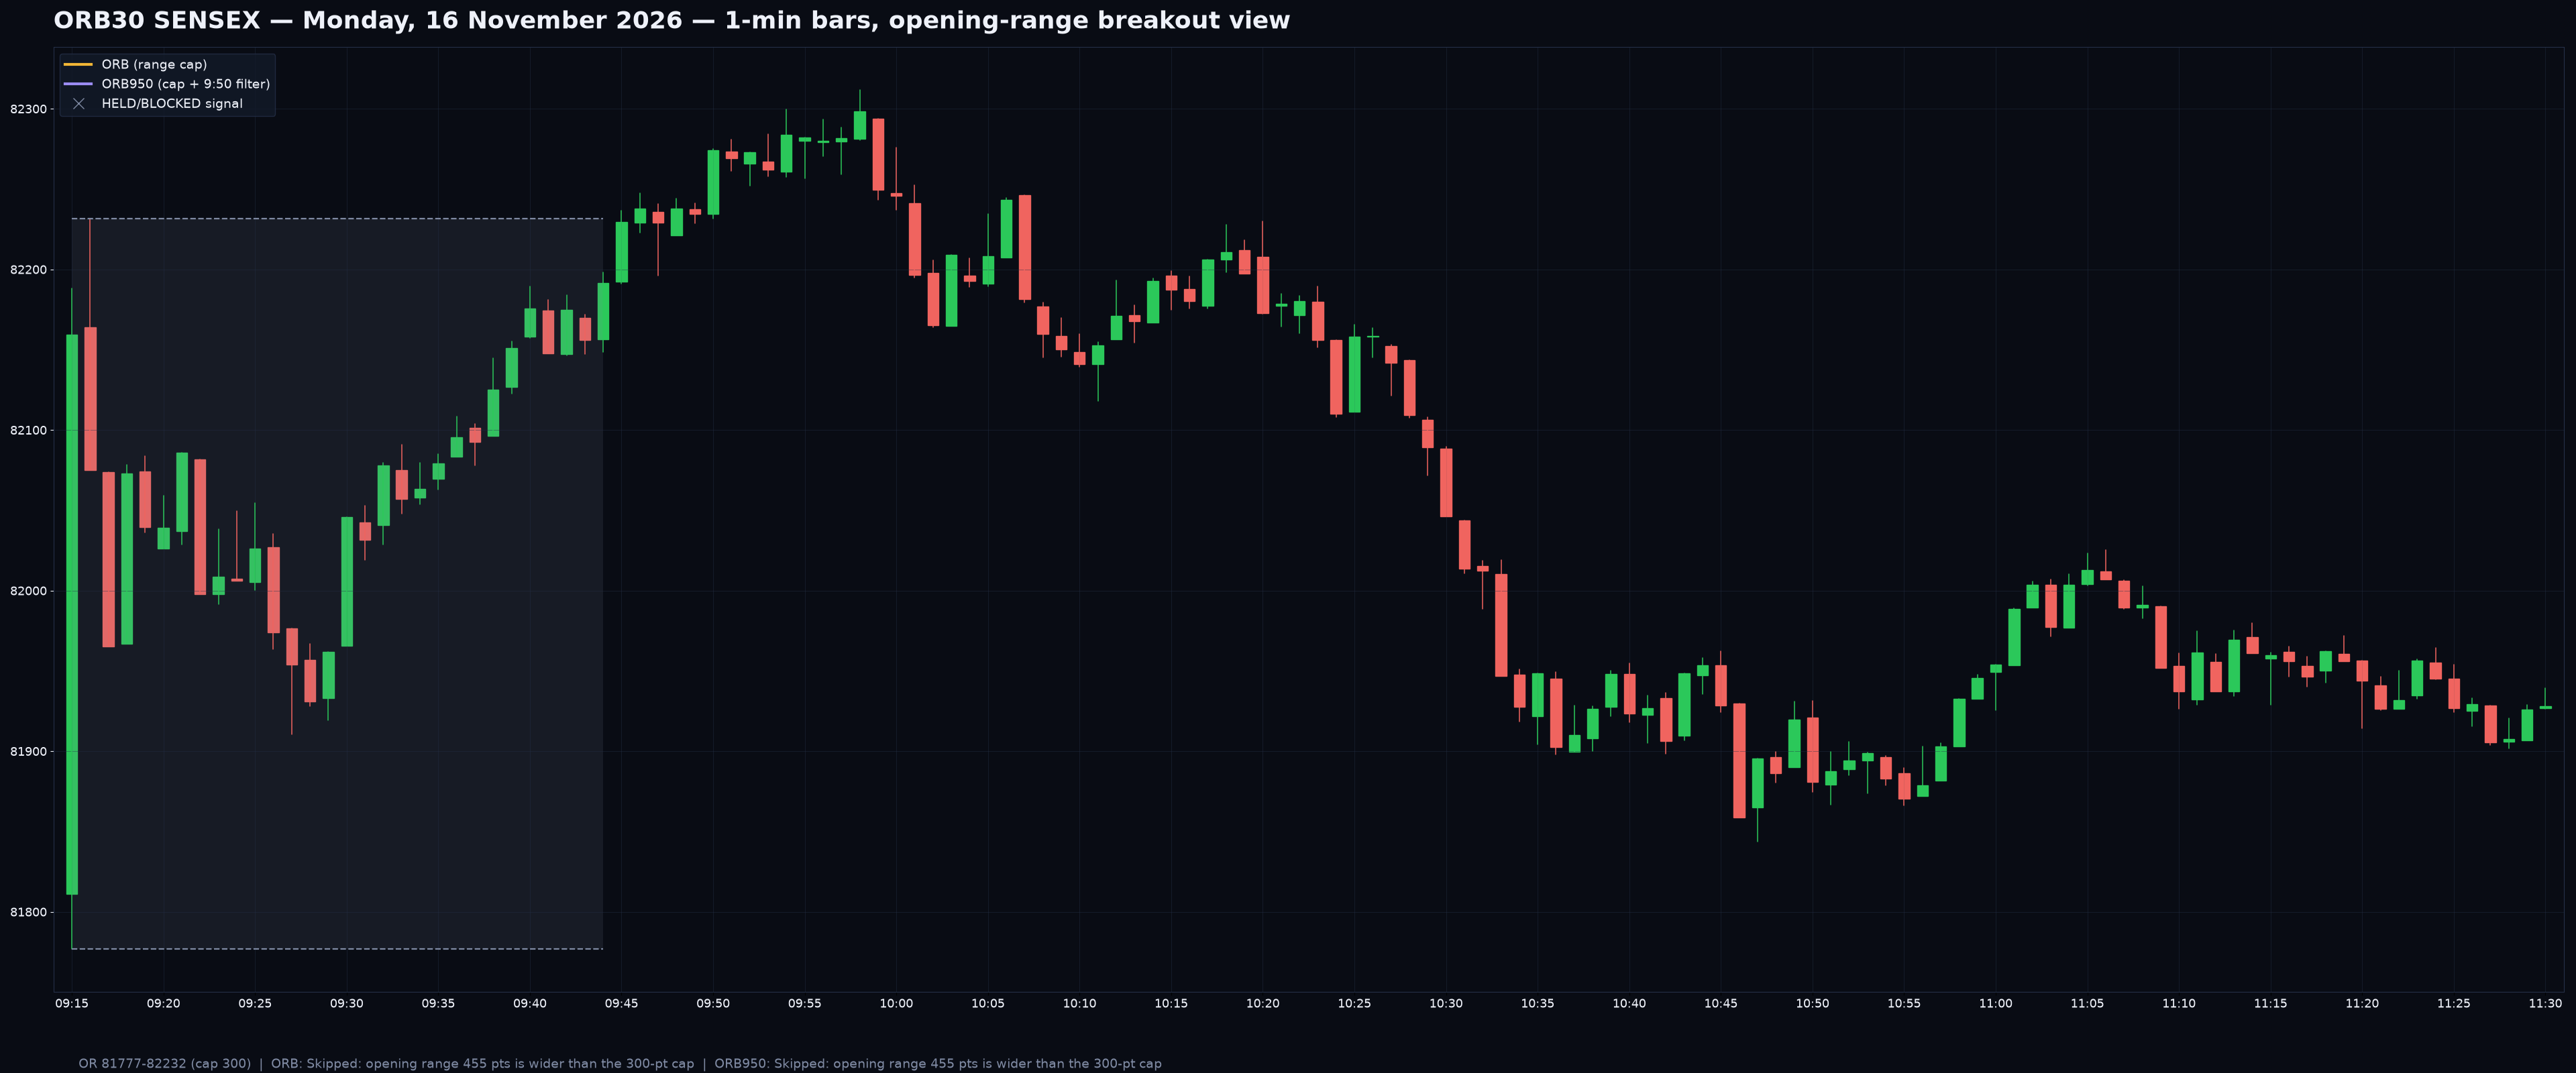 ORB30 SENSEX — Monday, 16 November 2026 — 1-min bars, opening-range breakout view
ORB (range cap)
ORB950 (cap + 9:50 filter)
HELD/BLOCKED signal
82300
82200
82100
82000
81900
81800
09:15 09:20 09:25 09:30 09:35 09:40 09:45 09:50 09:55 10:00 10:05 10:10 10:15 10:20 10:25 10:30 10:35 10:40 10:45 10:50 10:55 11:00 11:05 11:10 11:15 11:20 11:25 11:30
OR 81777-82232 (cap 300) | ORB: Skipped: opening range 455 pts is wider than the 300-pt cap | ORB950: Skipped: opening range 455 pts is wider than the 300-pt cap